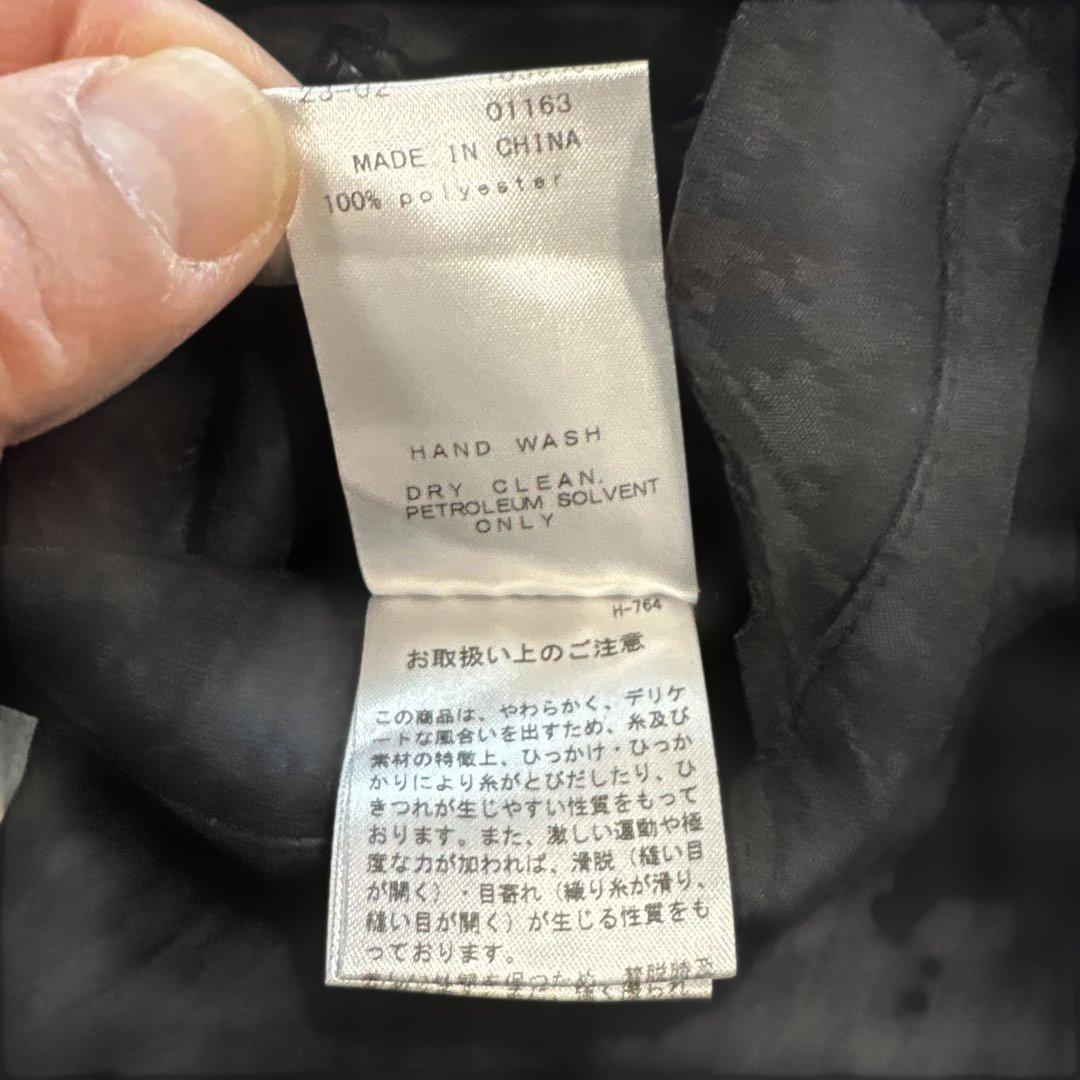 23-02
01163
MADE IN CHINA
100% polyester
HAND WASH
DRY CLEAN.
PETROLEUM SOLVENT
ONLY
H-764
お取扱い上のご注意
この商品は、やわらかく、デリケ
ートな風合いを出すため、糸及び
素材の特徴上、ひっかけ・ひっか
かりにより糸がとびだしたり、ひ
きつれが生じやすい性質をもって
おります。また、激しい運動や極
度な力が加われば、滑脱（縫い目
が開く）・目寄れ（織り糸が滑り、
縫い目が開く）が生じる性質をも
っております。